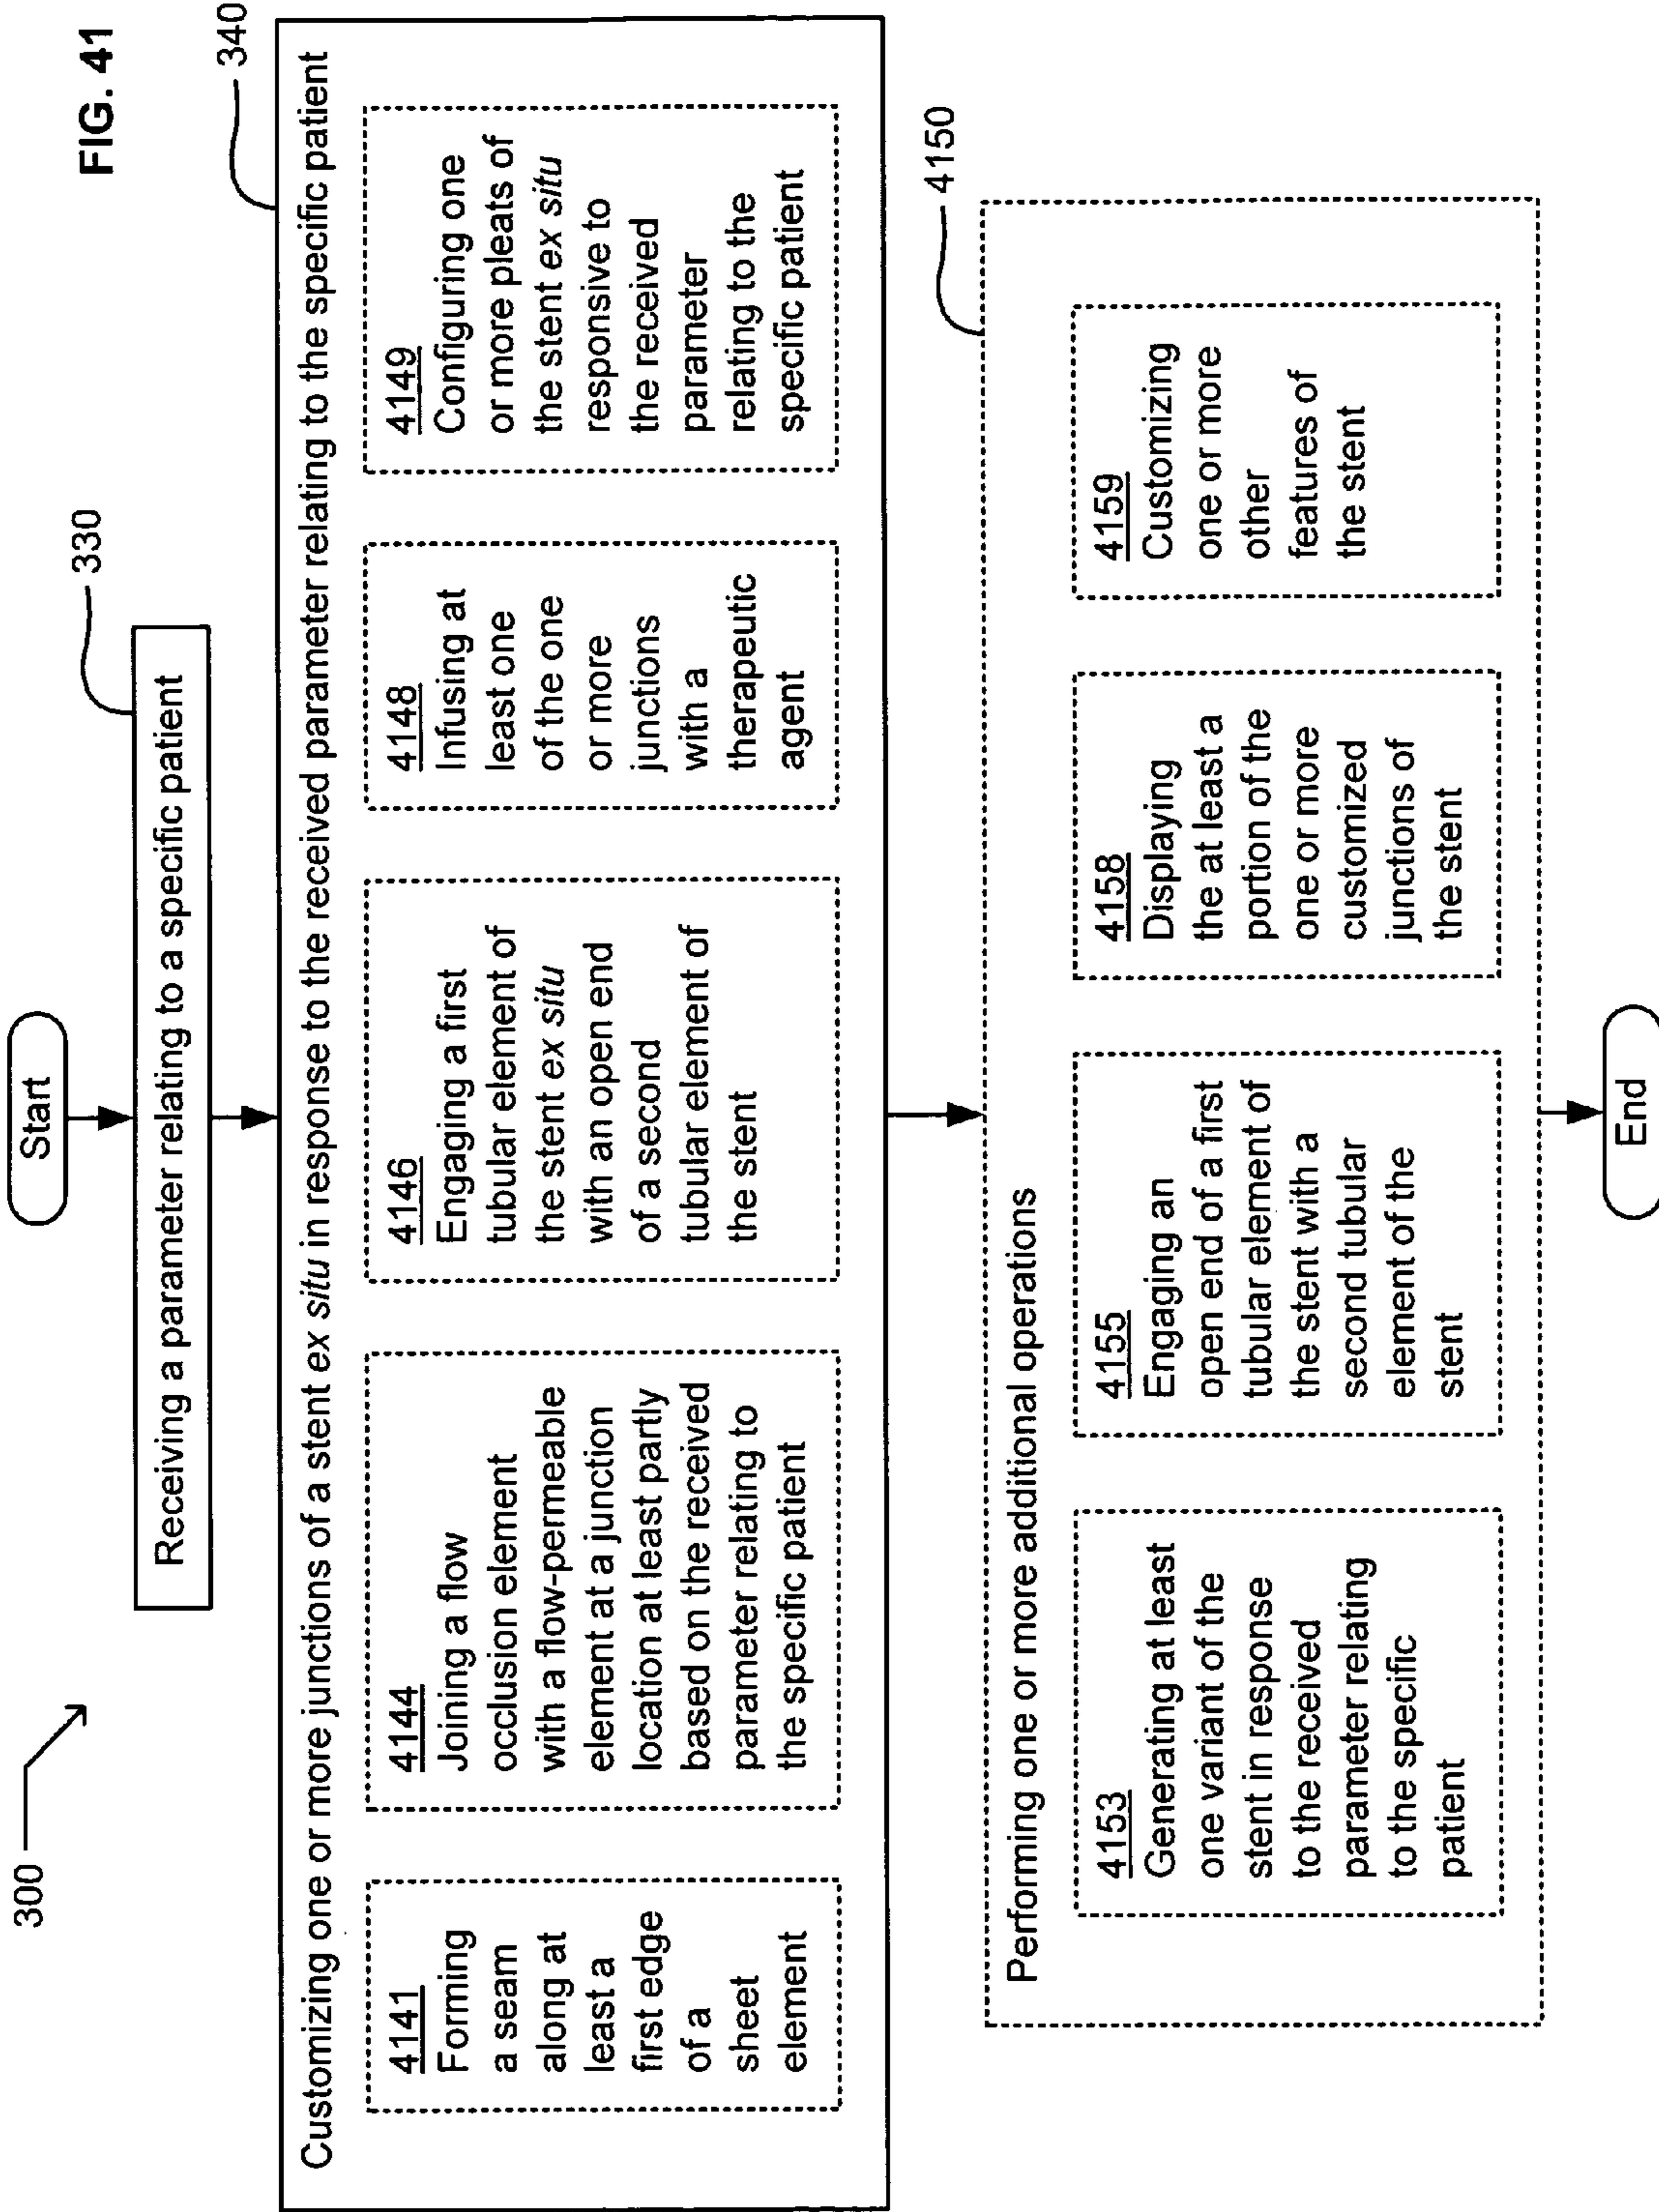 FIG. 41
300
Start
330
Receiving a parameter relating to a specific patient
340
Customizing one or more junctions of a stent ex situ in response to the received parameter relating to the specific patient
4141
Forming
a seam
along at
least a
first edge
of a
sheet
element
4144
Joining a flow
occlusion element
with a flow-permeable
element at a junction
location at least partly
based on the received
parameter relating to
the specific patient
4146
Engaging a first
tubular element of
the stent ex situ
with an open end
of a second
tubular element of
the stent
4148
Infusing at
least one
of the one
or more
junctions
with a
therapeutic
agent
4149
Configuring one
or more pleats of
the stent ex situ
responsive to
the received
parameter
relating to the
specific patient
4150
Performing one or more additional operations
4153
Generating at least
one variant of the
stent in response
to the received
parameter relating
to the specific
patient
4155
Engaging an
open end of a first
tubular element of
the stent with a
second tubular
element of the
stent
4158
Displaying
the at least a
portion of the
one or more
customized
junctions of
the stent
4159
Customizing
one or more
other
features of
the stent
End